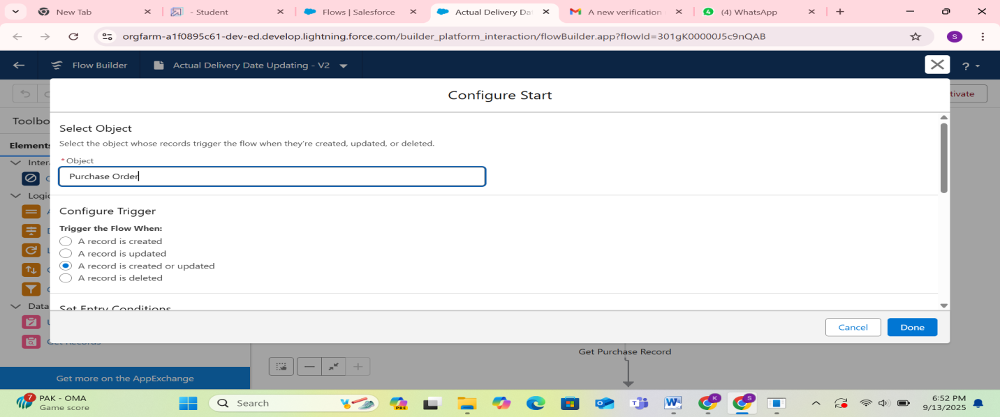 New Tab
- Student
Flows | Salesforce
Actual Delivery Da
A new verification
(4) WhatsApp
orgfarm-a1f0895c61-dev-ed.develop.lightning.force.com/builder_platform_interaction/flowBuilder.app?flowId=301gK00000J5c9nQAB
S
Flow Builder
Actual Delivery Date Updating - V2
?
Configure Start
tivate
Toolbo
Select Object
Select the object whose records trigger the flow when they're created, updated, or deleted.
Elements
* Object
Inter
Purchase Order
Logic
Configure Trigger
Trigger the Flow When:
A record is created
A record is updated
A record is created or updated
A record is deleted
Data
Set Entry Conditions
Cancel
Done
Get Records
Get Purchase Record
Get more on the AppExchange
7
PAK - OMA
Game score
Search
PRE
K
S
6:52 PM
9/13/2025